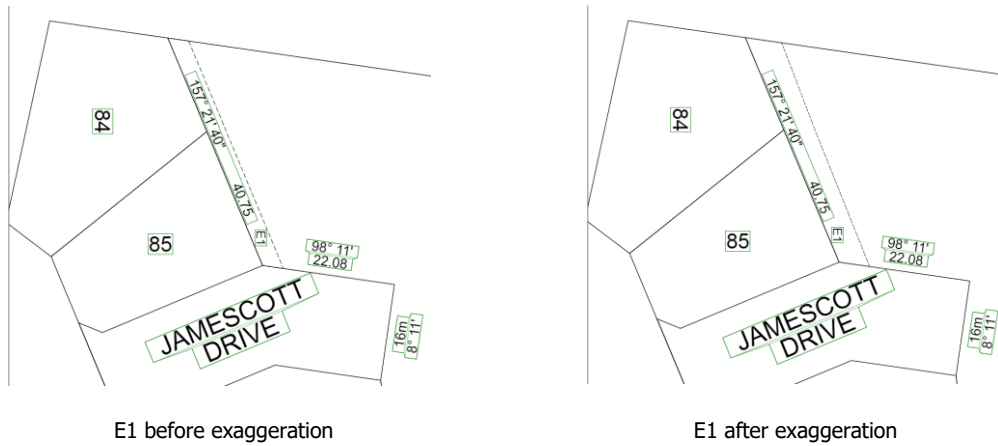 84
157° 21' 40"
40.75
E1
85
98° 11'
22.08
JAMESCOTT
DRIVE
16m
8° 11'
E1 before exaggeration
84
157° 21' 40"
40.75
E1
85
98° 11'
22.08
JAMESCOTT
DRIVE
16m
8° 11'
E1 after exaggeration